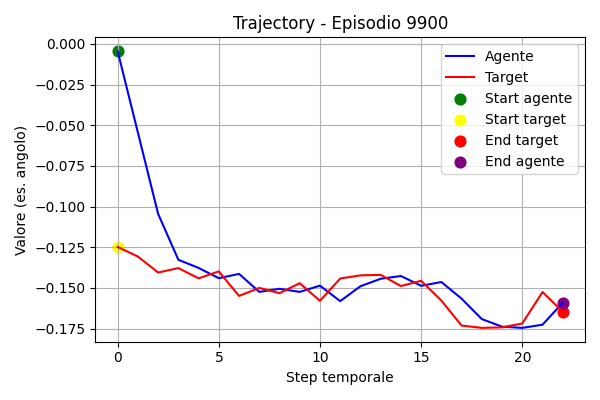 Trajectory - Episodio 9900
Valore (es. angolo)
0.000
−0.025
−0.050
−0.075
−0.100
−0.125
−0.150
−0.175
Agente
Target
Start agente
Start target
End target
End agente
0 5 10 15 20
Step temporale